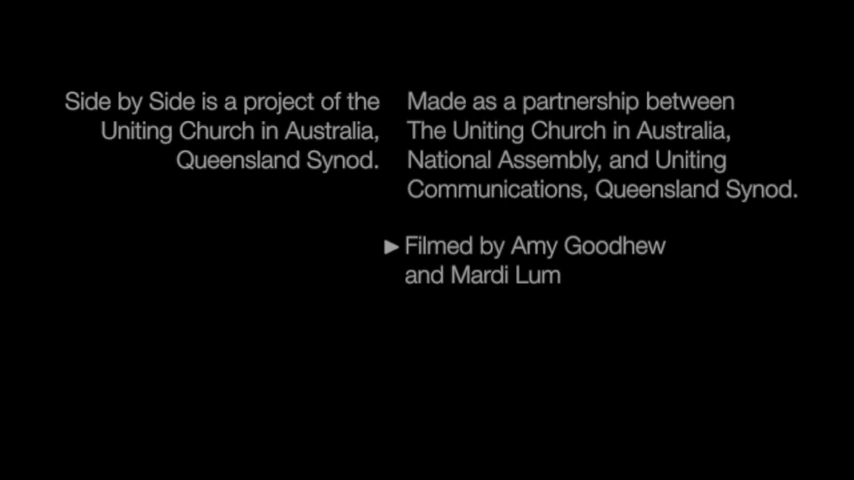 Side by Side is a project of the
Uniting Church in Australia,
Queensland Synod.
Made as a partnership between
The Uniting Church in Australia,
National Assembly, and Uniting
Communications, Queensland Synod.
►Filmed by Amy Goodhew
and Mardi Lum